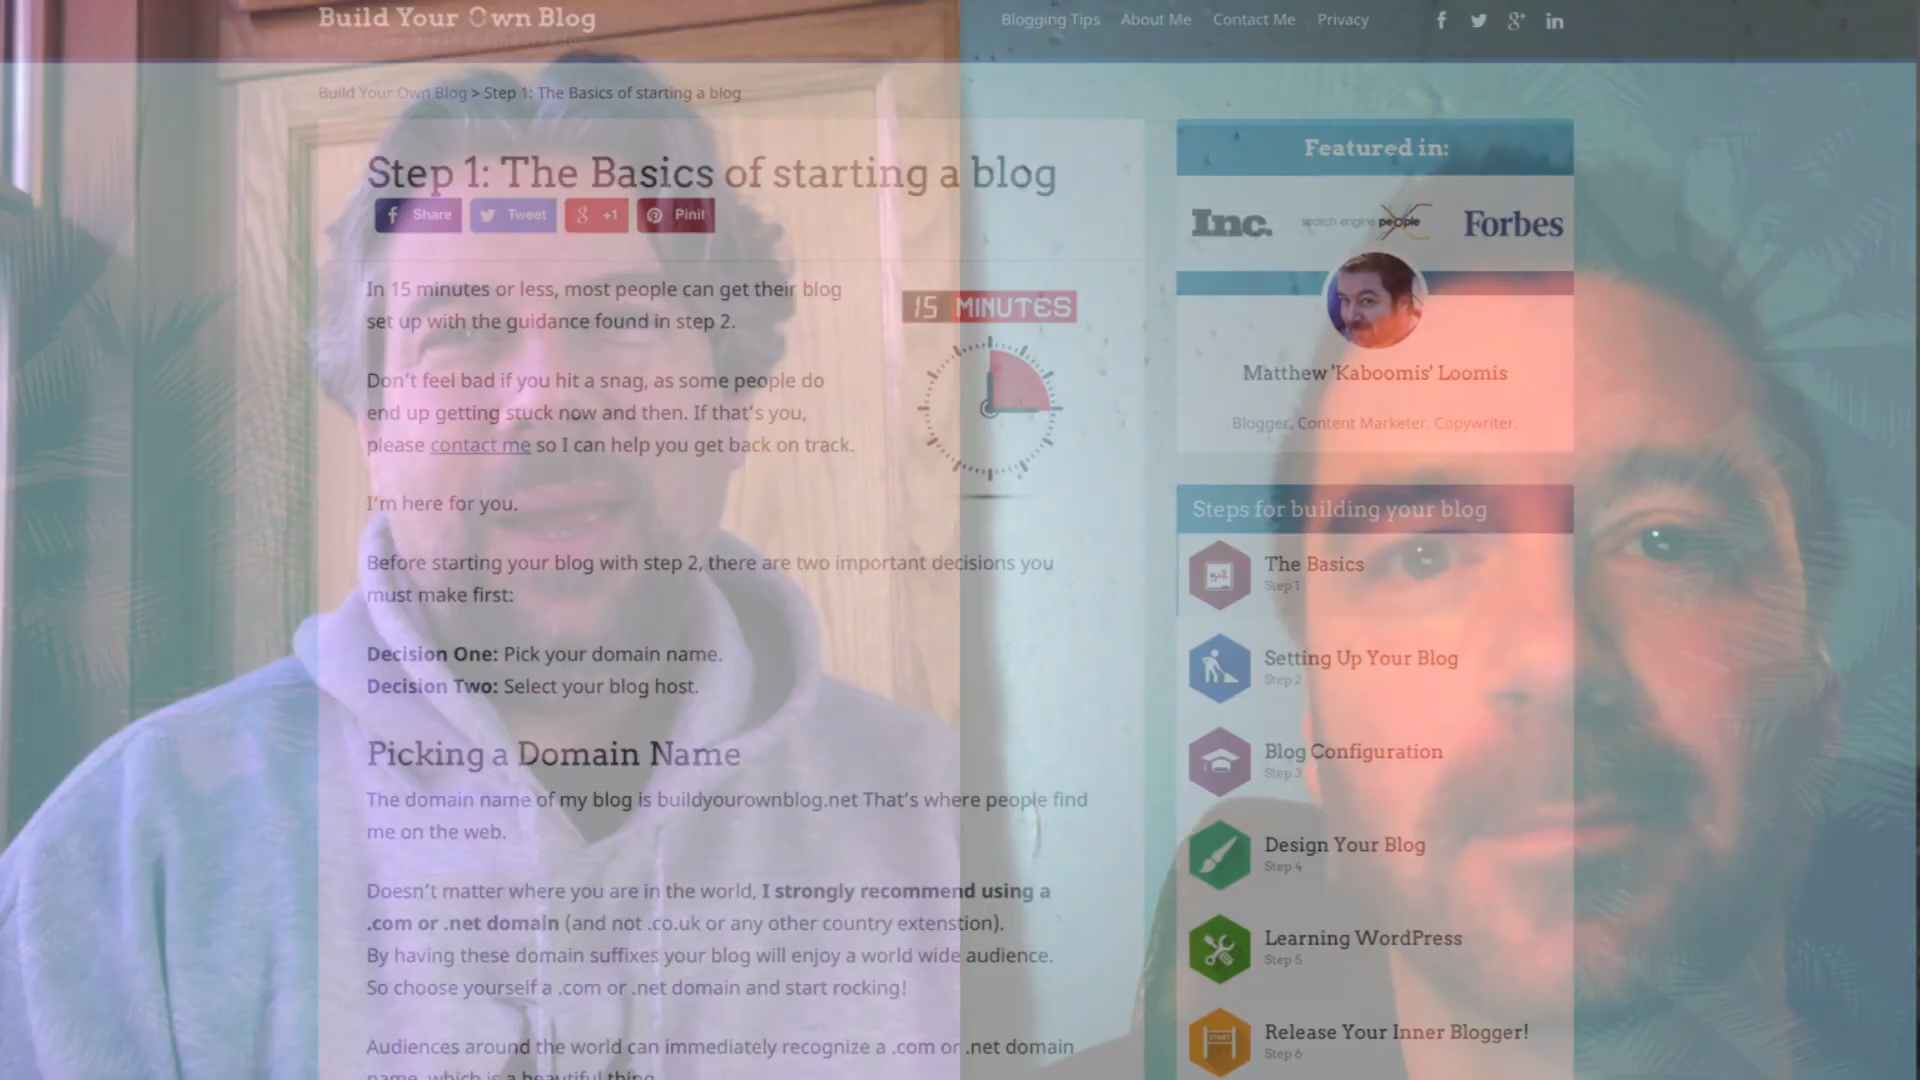 Build Your Own Blog
Blogging Tips About Me Contact Me Privacy
Build Your Own Blog > Step 1: The Basics of starting a blog
Step 1: The Basics of starting a blog
Share Tweet +1 Pinit
In 15 minutes or less, most people can get their blog
set up with the guidance found in step 2.
15 MINUTES
Don't feel bad if you hit a snag, as some people do
end up getting stuck now and then. If that's you,
please contact me so I can help you get back on track.
I'm here for you.
Before starting your blog with step 2, there are two important decisions you
must make first:
Decision One: Pick your domain name.
Decision Two: Select your blog host.
Picking a Domain Name
The domain name of my blog is buildyourownblog.net That's where people find
me on the web.
Doesn't matter where you are in the world, I strongly recommend using a
.com or .net domain (and not .co.uk or any other country extenstion).
By having these domain suffixes your blog will enjoy a world wide audience.
So choose yourself a .com or .net domain and start rocking!
Audiences around the world can immediately recognize a .com or .net domain
name, which is a beautiful thing.
Featured in:
Inc. search engine people Forbes
Matthew 'Kaboomis' Loomis
Blogger. Content Marketer. Copywriter.
Steps for building your blog
The Basics
Step 1
Setting Up Your Blog
Step 2
Blog Configuration
Step 3
Design Your Blog
Step 4
Learning WordPress
Step 5
START
Release Your Inner Blogger!
Step 6